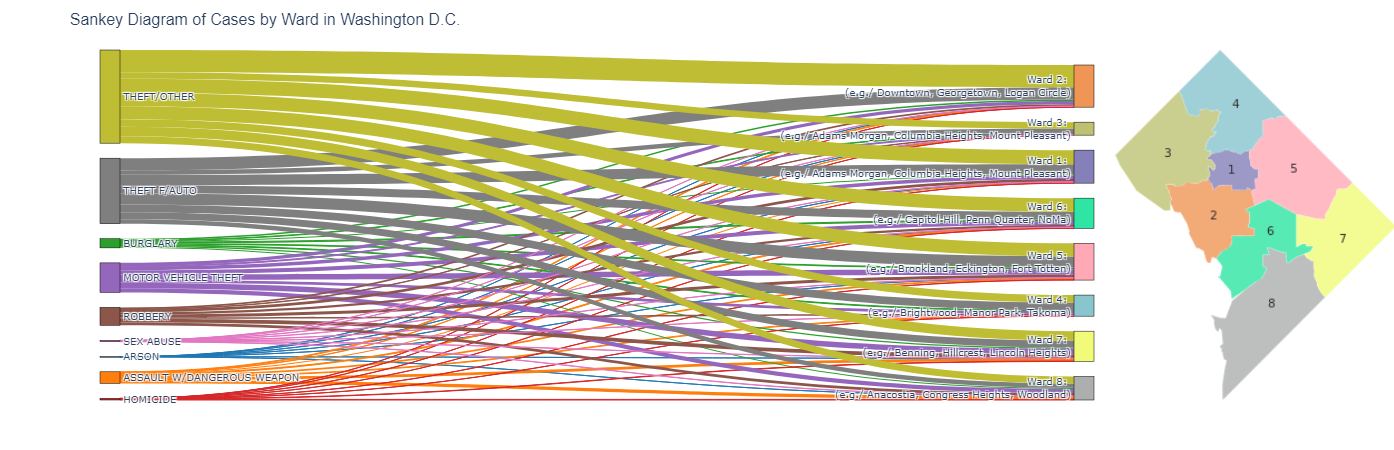 Sankey Diagram of Cases by Ward in Washington D.C.
THEFT/OTHER
THEFT F/AUTO
BURGLARY
MOTOR VEHICLE THEFT
ROBBERY
SEX ABUSE
ARSON
ASSAULT W/DANGEROUS WEAPON
HOMICIDE
Ward 2:
(e.g./ Downtown, Georgetown, Logan Circle)
Ward 3:
(e.g./ Adams Morgan, Columbia Heights, Mount Pleasant)
Ward 1:
(e.g./ Adams Morgan, Columbia Heights, Mount Pleasant)
Ward 6:
(e.g./ Capitol Hill, Penn Quarter, NoMa)
Ward 5:
(e.g./ Brookland, Eckington, Fort Totten)
Ward 4:
(e.g./ Brightwood, Manor Park, Takoma)
Ward 7:
(e.g./ Benning, Hillcrest, Lincoln Heights)
Ward 8:
(e.g./ Anacostia, Congress Heights, Woodland)
4
3
1
5
2
6
7
8